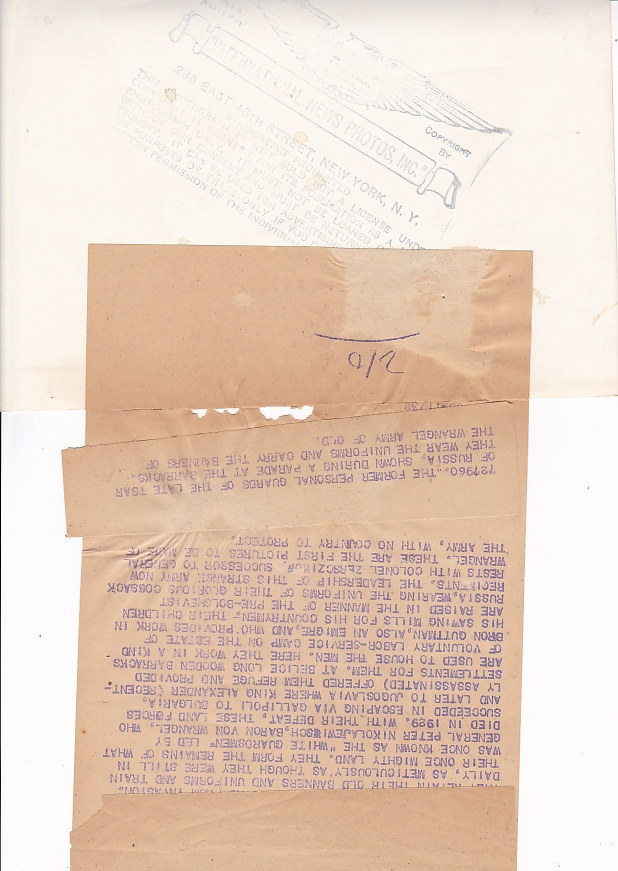 COPYRIGHT
BY
"INTERNATIONAL NEWS PHOTOS, INC."
235 EAST 45TH STREET, NEW YORK, N. Y.
FROM INVASION.
RETAIN THEIR OLD BANNERS AND UNIFORMS AND TRAIN
DAILY, AS METICULOUSLY AS THOUGH THEY WERE STILL IN
THEIR ONCE MIGHTY LAND. THEY FORM THE REMAINS OF WHAT
WAS ONCE KNOWN AS THE "WHITE GUARDSMEN" LED BY
GENERAL PETER NIKOLAJEWITSCH, BARON VON WRANGEL, WHO
DIED IN 1929. WITH THEIR DEFEAT, THESE LAND FORCES
SUCCEEDED IN ESCAPING VIA GALLIPOLI TO BULGARIA,
AND LATER TO JUGOSLAVIA WHERE KING ALEXANDER (RECENT-
LY ASSASSINATED) OFFERED THEM REFUGE AND PROVIDED
SETTLEMENTS FOR THEM. AT BELICE LONG WOODEN BARRACKS
ARE USED TO HOUSE THE MEN. HERE THEY WORK IN A KIND
OF VOLUNTARY LABOR-SERVICE CAMP ON THE ESTATE OF
BRON GUTTMAN, ALSO AN EMIGRE, AND WHO PROVIDES WORK IN
HIS SAWING MILLS FOR HIS COUNTRYMEN. THEIR CHILDREN
ARE RAISED IN THE MANNER OF THE PRE-BOLSHEVIST
RUSSIA, WEARING THE UNIFORMS OF THEIR GLORIOUS COSSACK
REGIMENTS. THE LEADERSHIP OF THIS STRANGE ARMY NOW
RESTS WITH COLONEL ZERSCZIKOW, SUCCESSOR TO GENERAL
WRANGEL. THESE ARE THE FIRST PICTURES TO BE MADE OF
THE ARMY, WITH NO COUNTRY TO PROTECT.
727960..THE FORMER PERSONAL GUARDS OF THE LATE TSAR
OF RUSSIA, SHOWN DURING A PARADE AT THE BARRACKS.
THEY WEAR THE UNIFORMS AND CARRY THE BANNERS OF
THE WRANGEL ARMY OF OLD.